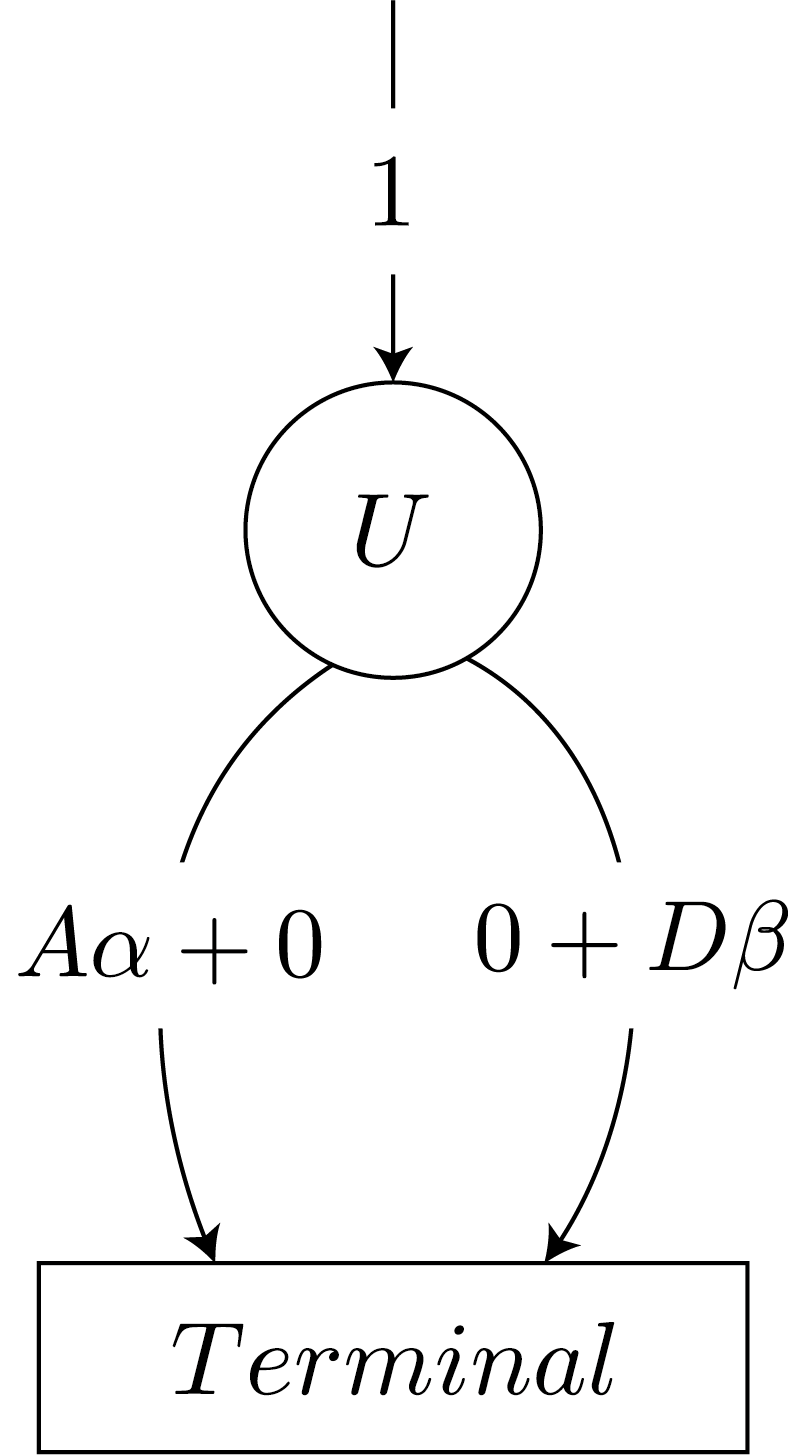 1
U
Aα + 0
0 + Dβ
Terminal